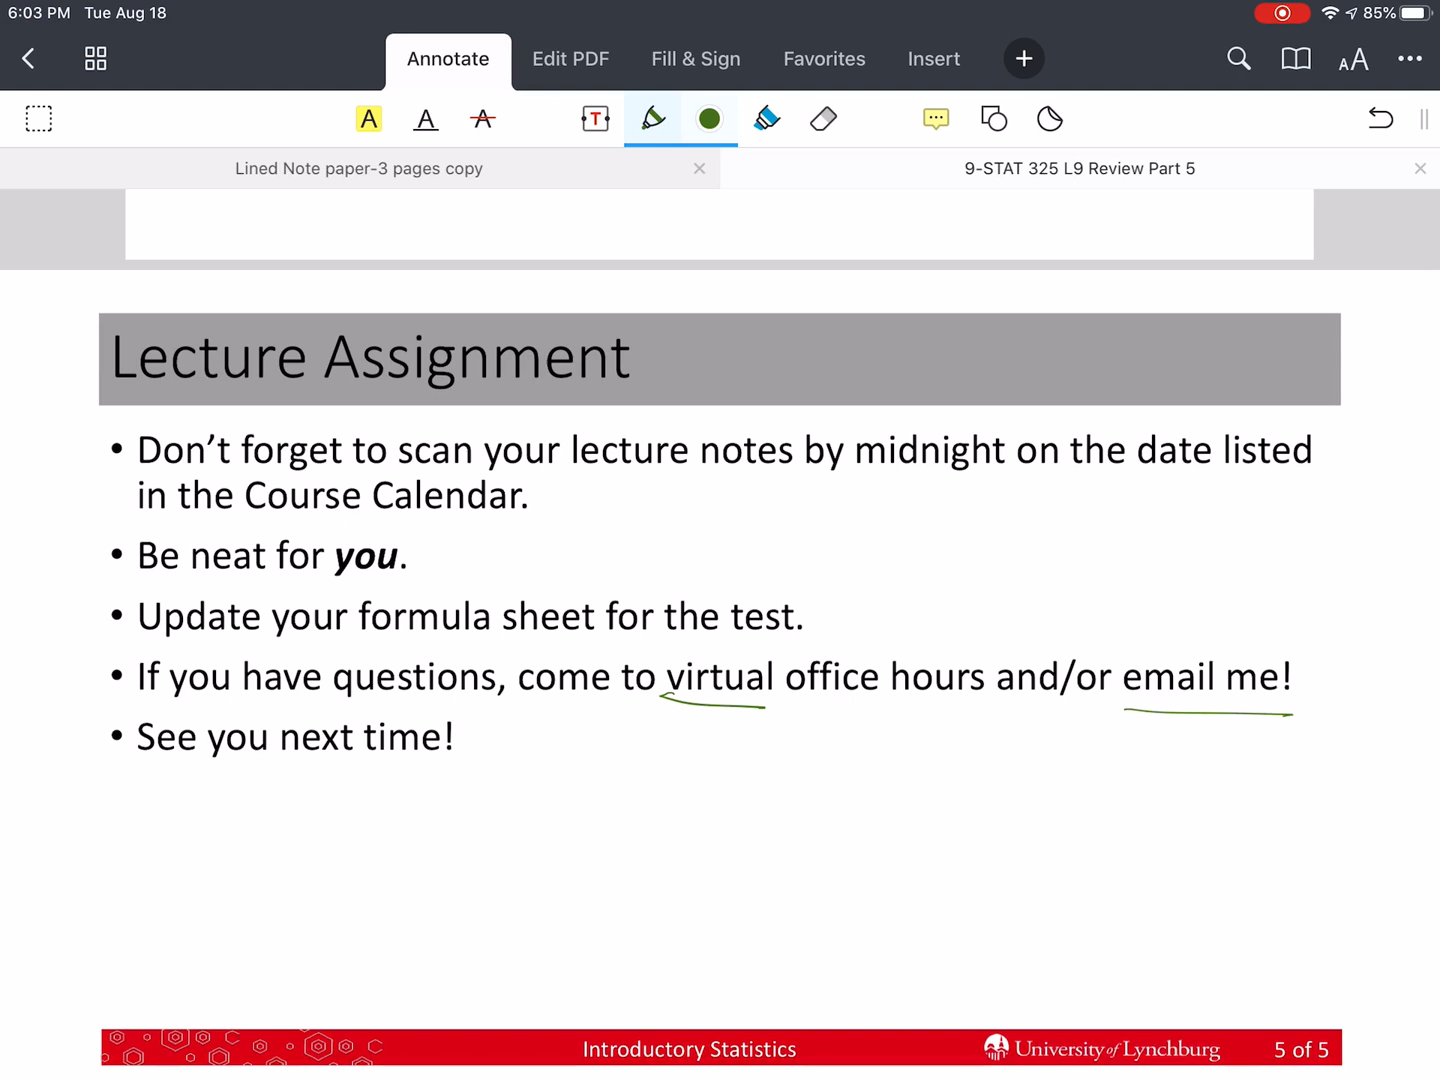 6:03 PM Tue Aug 18 85%
Annotate Edit PDF Fill & Sign Favorites Insert AA
A A A T
Lined Note paper-3 pages copy 9-STAT 325 L9 Review Part 5
Lecture Assignment
• Don’t forget to scan your lecture notes by midnight on the date listed
in the Course Calendar.
• Be neat for you.
• Update your formula sheet for the test.
• If you have questions, come to virtual office hours and/or email me!
• See you next time!
Introductory Statistics University of Lynchburg 5 of 5